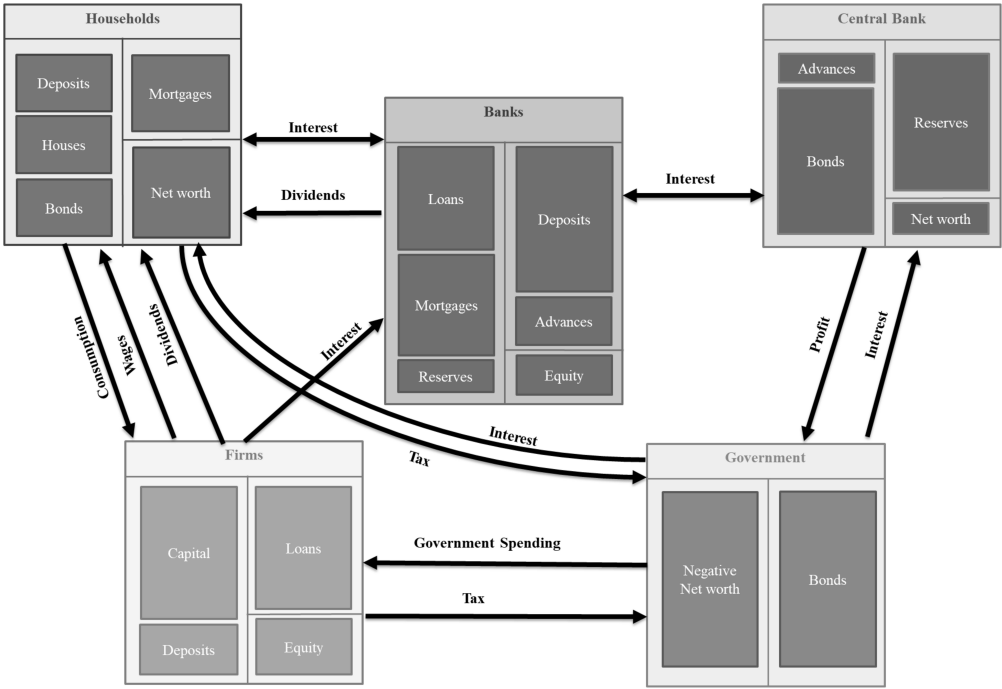 Households
Deposits
Houses
Bonds
Mortgages
Net worth
Interest
Dividends
Banks
Loans
Mortgages
Reserves
Deposits
Advances
Equity
Interest
Central Bank
Advances
Bonds
Reserves
Net worth
Consumption
Wages
Dividends
Interest
Interest
Tax
Profit
Interest
Firms
Capital
Deposits
Loans
Equity
Government Spending
Tax
Government
Negative
Net worth
Bonds